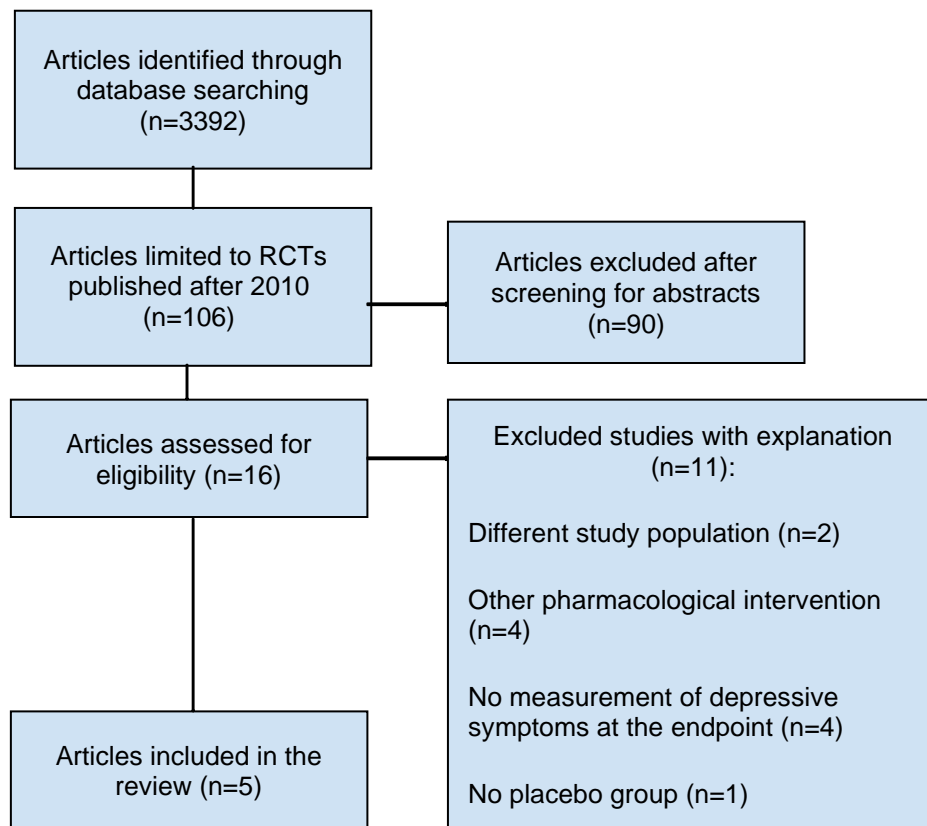 Articles identified through
database searching
(n=3392)
Articles limited to RCTs
published after 2010
(n=106)
Articles excluded after
screening for abstracts
(n=90)
Articles assessed for
eligibility (n=16)
Excluded studies with explanation
(n=11):
Different study population (n=2)
Other pharmacological intervention
(n=4)
No measurement of depressive
symptoms at the endpoint (n=4)
No placebo group (n=1)
Articles included in the
review (n=5)